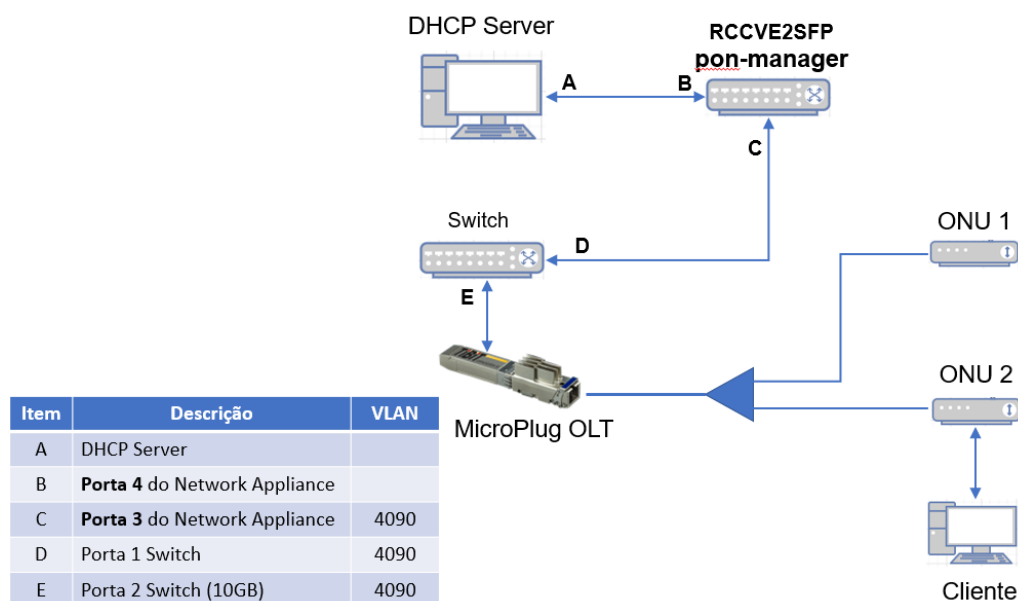 DHCP Server
RCCVE2SFP
pon-manager
A
B
C
Switch
D
ONU 1
E
ONU 2
MicroPlug OLT
Item Descrição VLAN
A DHCP Server
B Porta 4 do Network Appliance
C Porta 3 do Network Appliance 4090
D Porta 1 Switch 4090
E Porta 2 Switch (10GB) 4090
Cliente